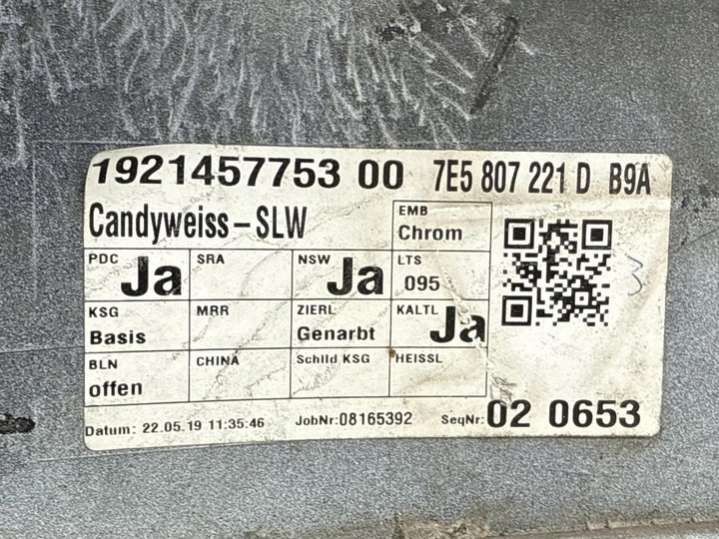 1921457753 00 7E5 807 221 D B9A
Candyweiss-SLW
EMB
Chrom
PDC Ja SRA NSW Ja LTS
095
3
KSG MRR ZIERL KALTL Ja
Basis Genarbt
BLN CHINA Schild KSG HEISSL
offen
Datum: 22.05.19 11:35:46 JobNr:08165392 SeqNr:02 0653